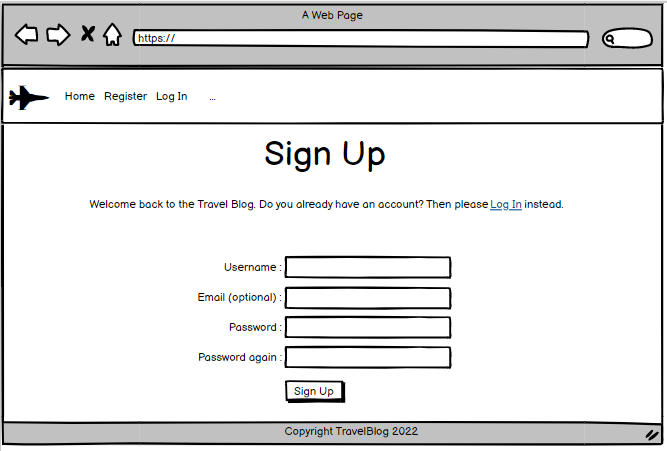 A Web Page
https://
Home Register Log In ...
Sign Up
Welcome back to the Travel Blog. Do you already have an account? Then please Log In instead.
Username :
Email (optional) :
Password :
Password again :
Sign Up
Copyright TravelBlog 2022